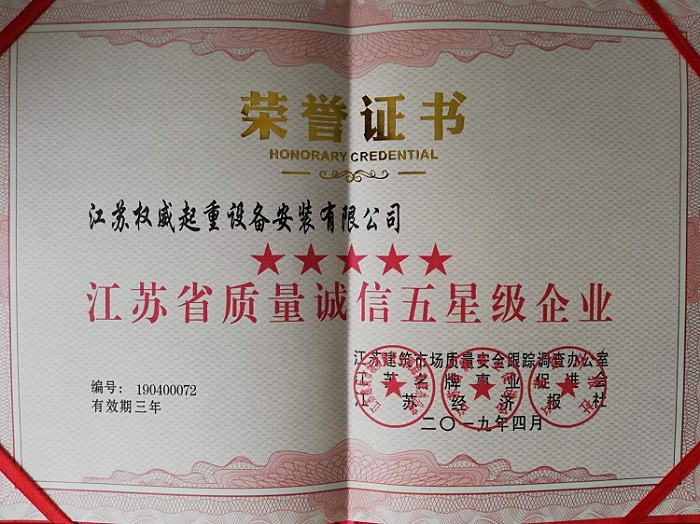 荣誉证书
HONORARY CREDENTIAL
江苏权威起重设备安装有限公司
★★★★★
江苏省质量诚信五星级企业
江苏建筑市场质量安全跟踪调查办公室
江苏名牌事业促进会
江苏经济报社
二〇一九年四月
编号：190400072
有效期三年